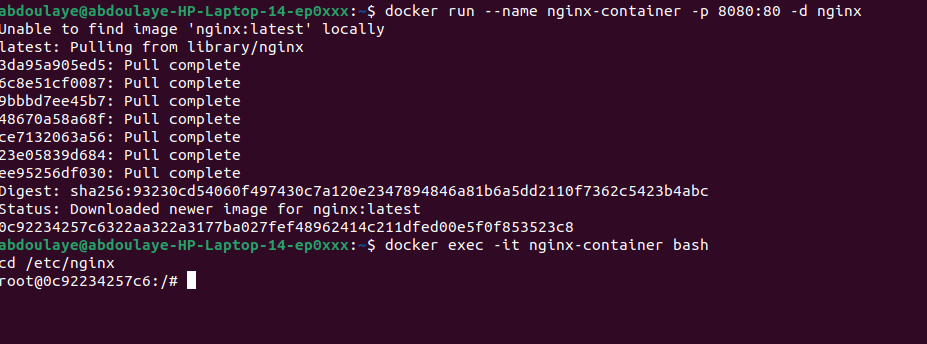 abdoulaye@abdoulaye-HP-Laptop-14-ep0xxx:~$ docker run --name nginx-container -p 8080:80 -d nginx
Unable to find image 'nginx:latest' locally
latest: Pulling from library/nginx
3da95a905ed5: Pull complete
6c8e51cf0087: Pull complete
9bbbd7ee45b7: Pull complete
48670a58a68f: Pull complete
ce7132063a56: Pull complete
23e05839d684: Pull complete
ee95256df030: Pull complete
Digest: sha256:93230cd54060f497430c7a120e2347894846a81b6a5dd2110f7362c5423b4abc
Status: Downloaded newer image for nginx:latest
0c92234257c6322aa322a3177ba027fef48962414c211dfed00e5f0f853523c8
abdoulaye@abdoulaye-HP-Laptop-14-ep0xxx:~$ docker exec -it nginx-container bash
cd /etc/nginx
root@0c92234257c6:/#